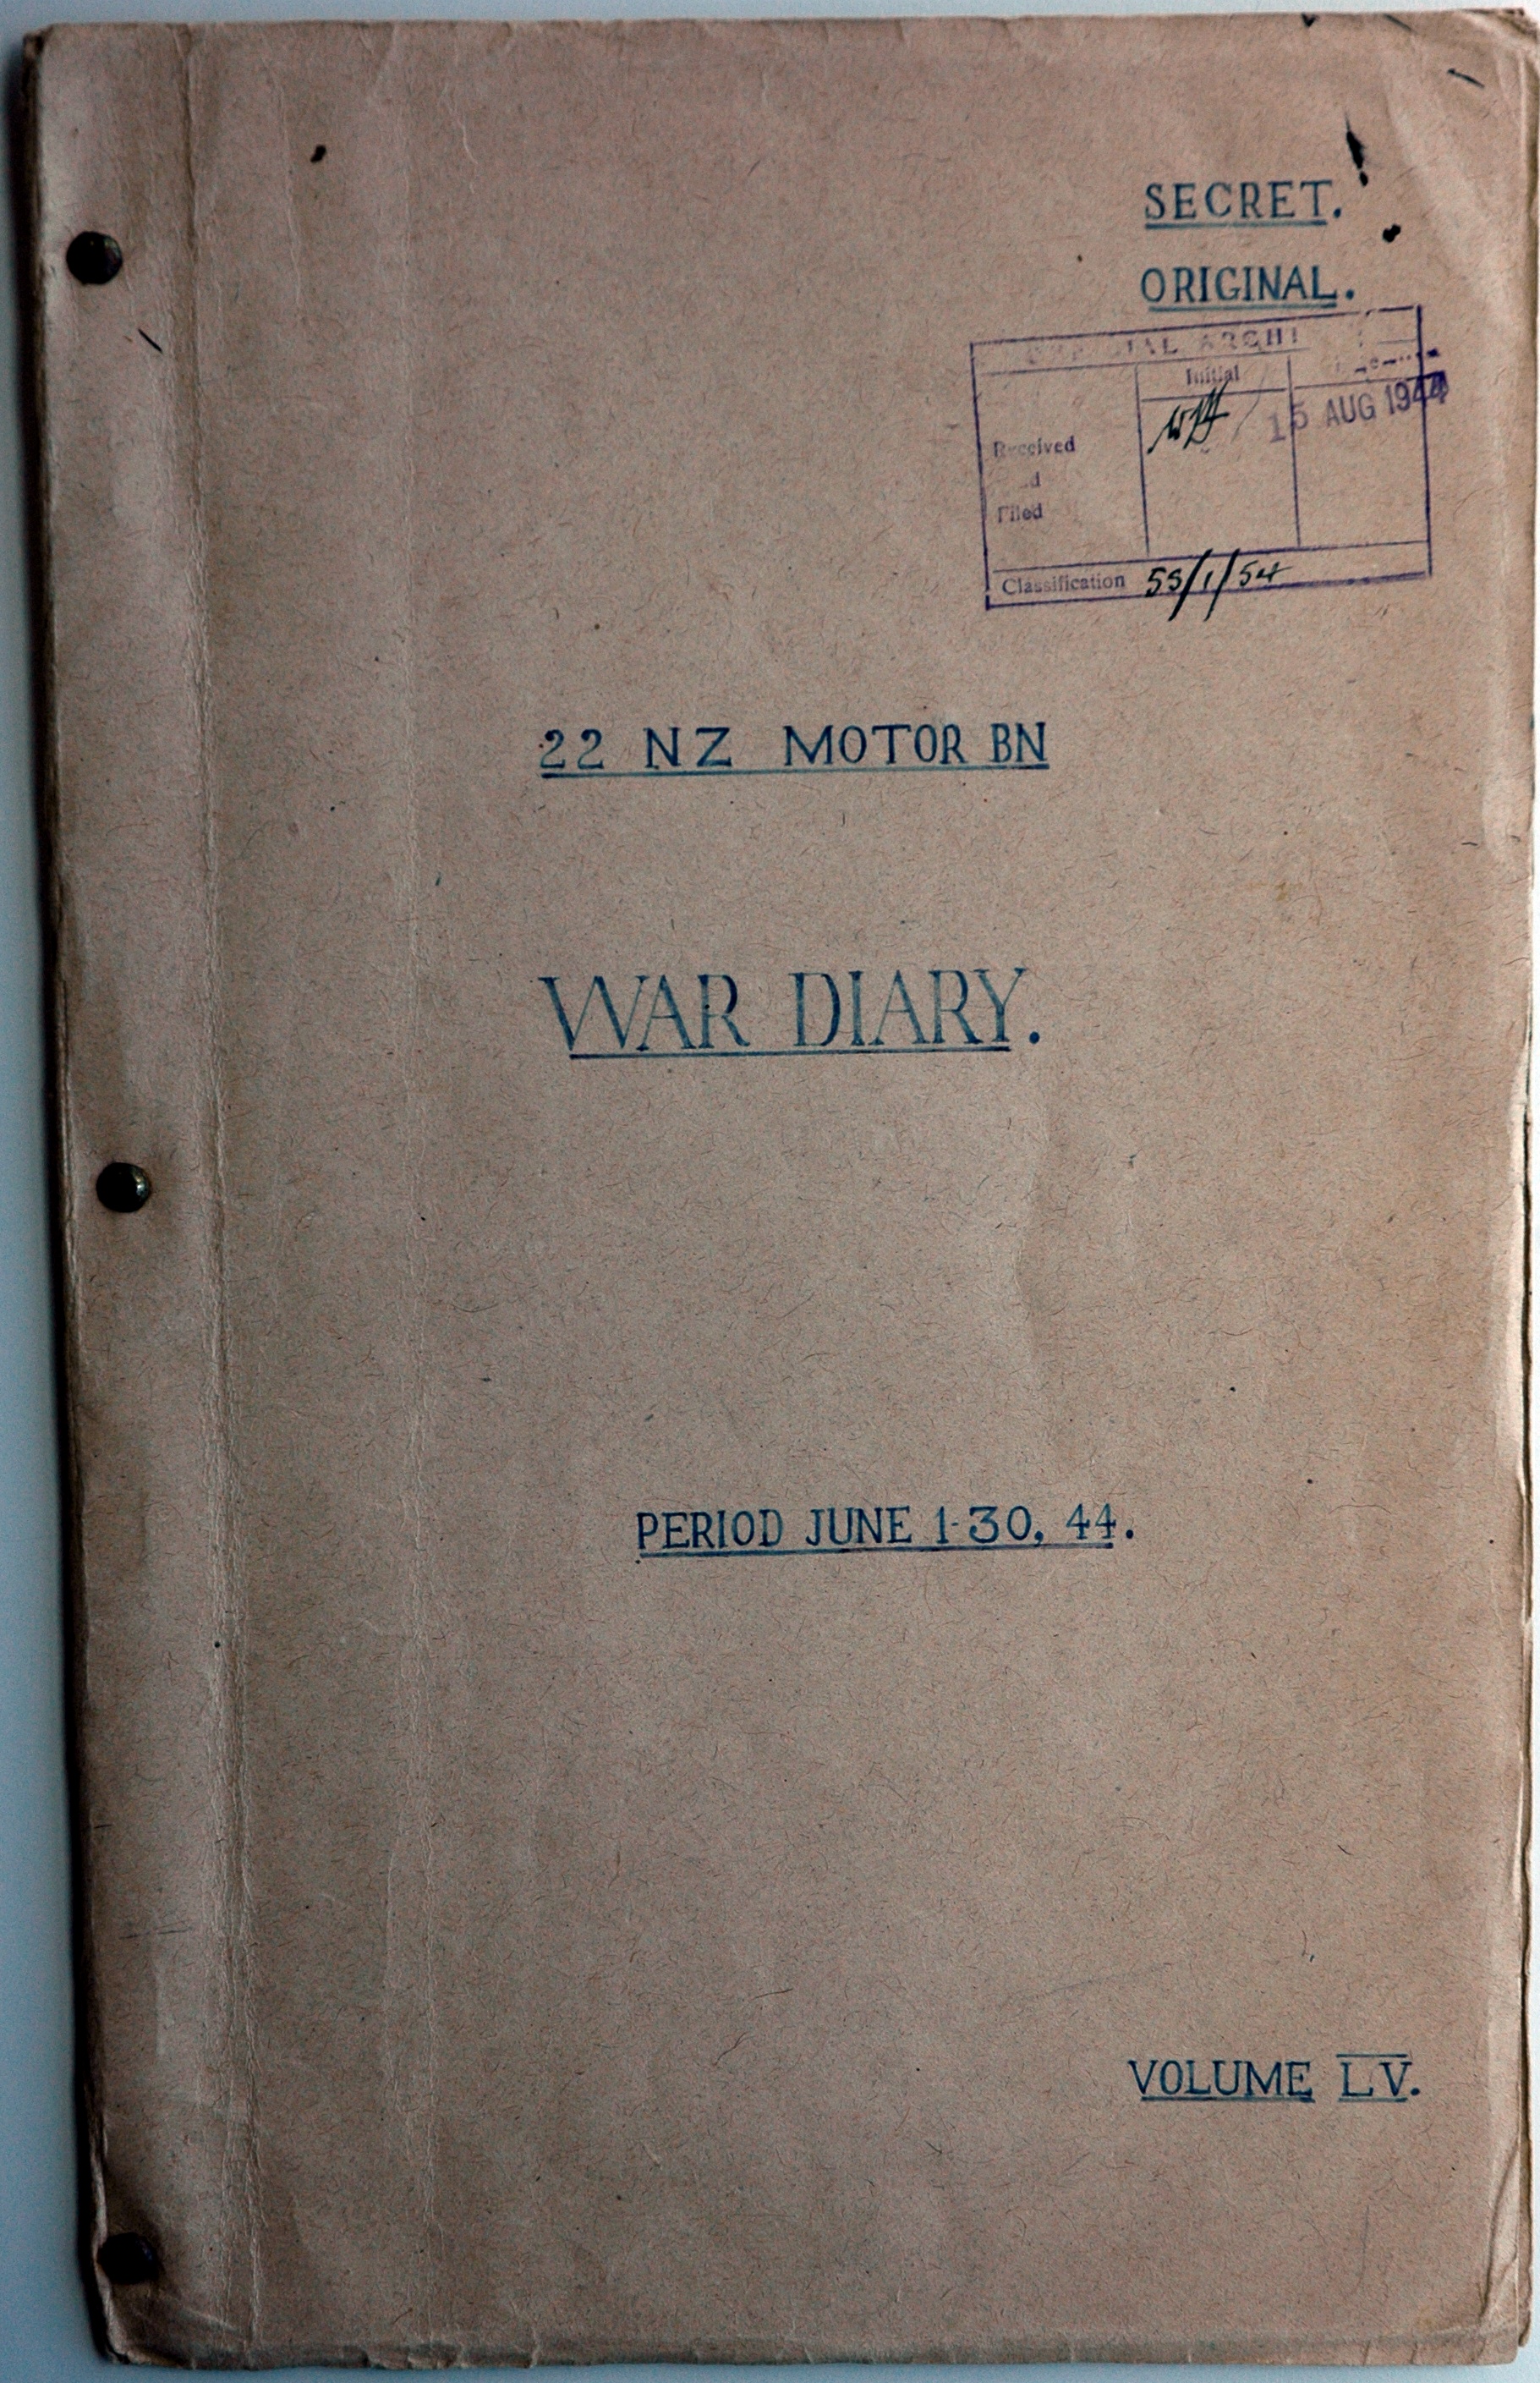 SECRET.
ORIGINAL.
Initial
Received
15 AUG 1944
Filed
Classification 53/1/54
22 NZ MOTOR BN
WAR DIARY.
PERIOD JUNE 1-30, 44.
VOLUME LV.